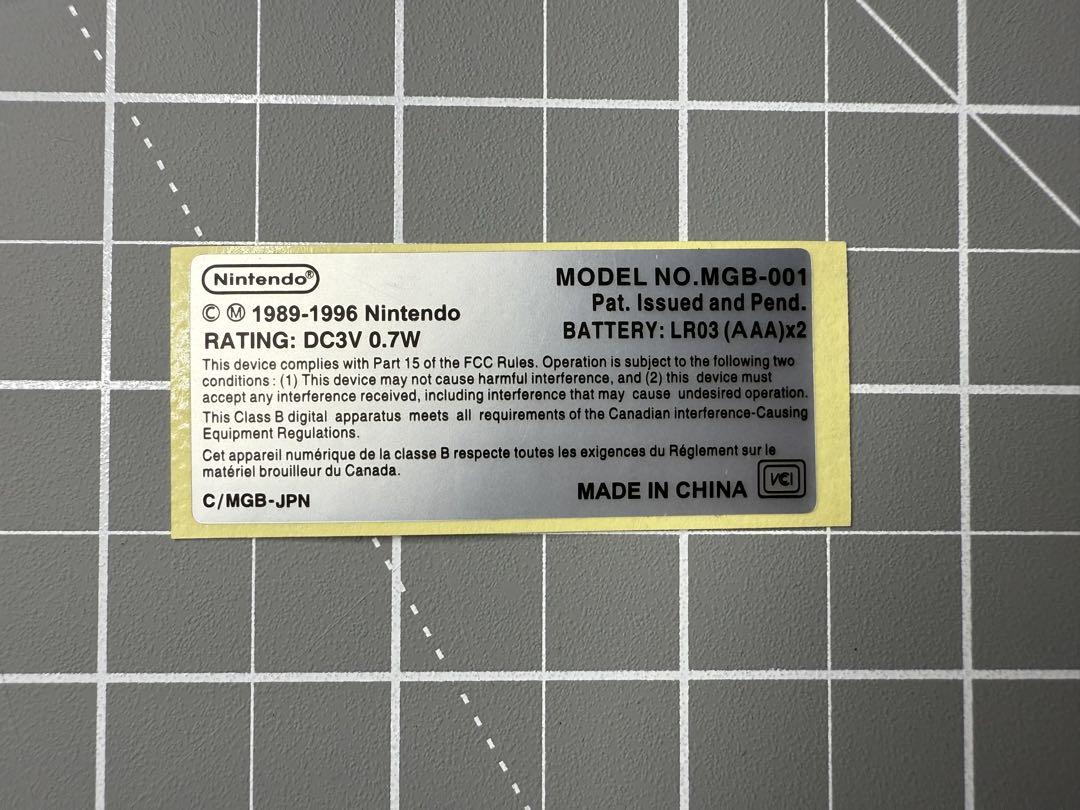 Nintendo®
MODEL NO.MGB-001
© Ⓜ 1989-1996 Nintendo
Pat. Issued and Pend.
RATING: DC3V 0.7W
BATTERY: LR03 (AAA)x2
This device complies with Part 15 of the FCC Rules. Operation is subject to the following two
conditions : (1) This device may not cause harmful interference, and (2) this device must
accept any interference received, including interference that may cause undesired operation.
This Class B digital apparatus meets all requirements of the Canadian interference-Causing
Equipment Regulations.
Cet appareil numérique de la classe B respecte toutes les exigences du Réglement sur le
matériel brouilleur du Canada.
C/MGB-JPN
MADE IN CHINA
VCI